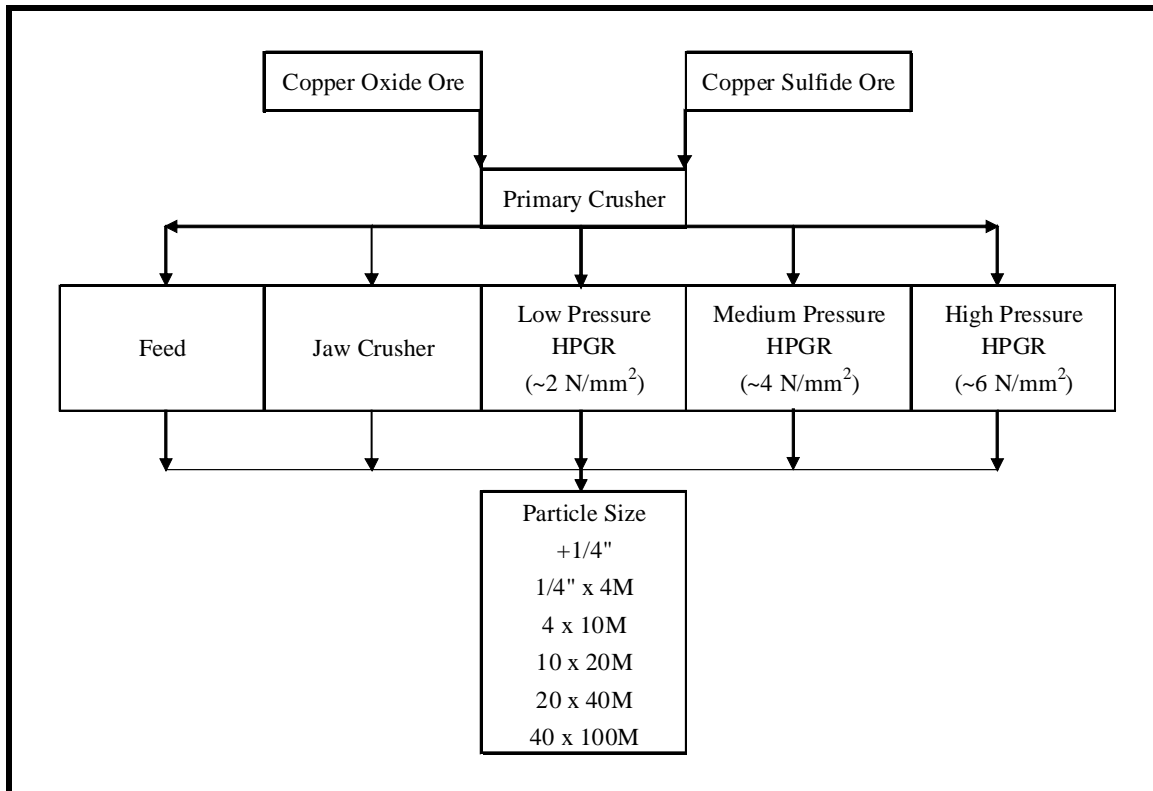 Copper Oxide Ore
Copper Sulfide Ore
Primary Crusher
Feed
Jaw Crusher
Low Pressure
HPGR
(~2 N/mm²)
Medium Pressure
HPGR
(~4 N/mm²)
High Pressure
HPGR
(~6 N/mm²)
Particle Size
+1/4"
1/4" x 4M
4 x 10M
10 x 20M
20 x 40M
40 x 100M